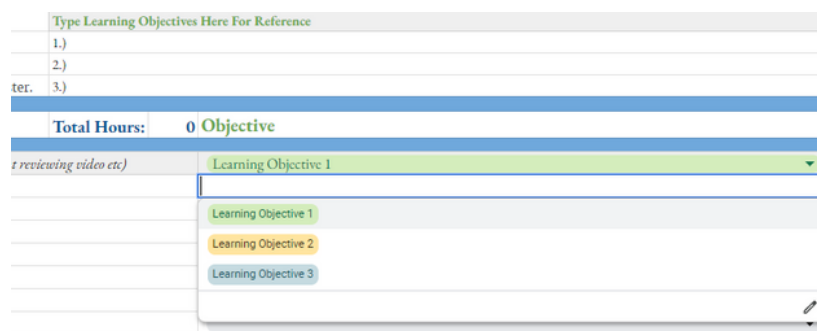 Type Learning Objectives Here For Reference
1.)
2.)
ter. 3.)
Total Hours: 0 Objective
t reviewing video etc) Learning Objective 1
Learning Objective 1
Learning Objective 2
Learning Objective 3